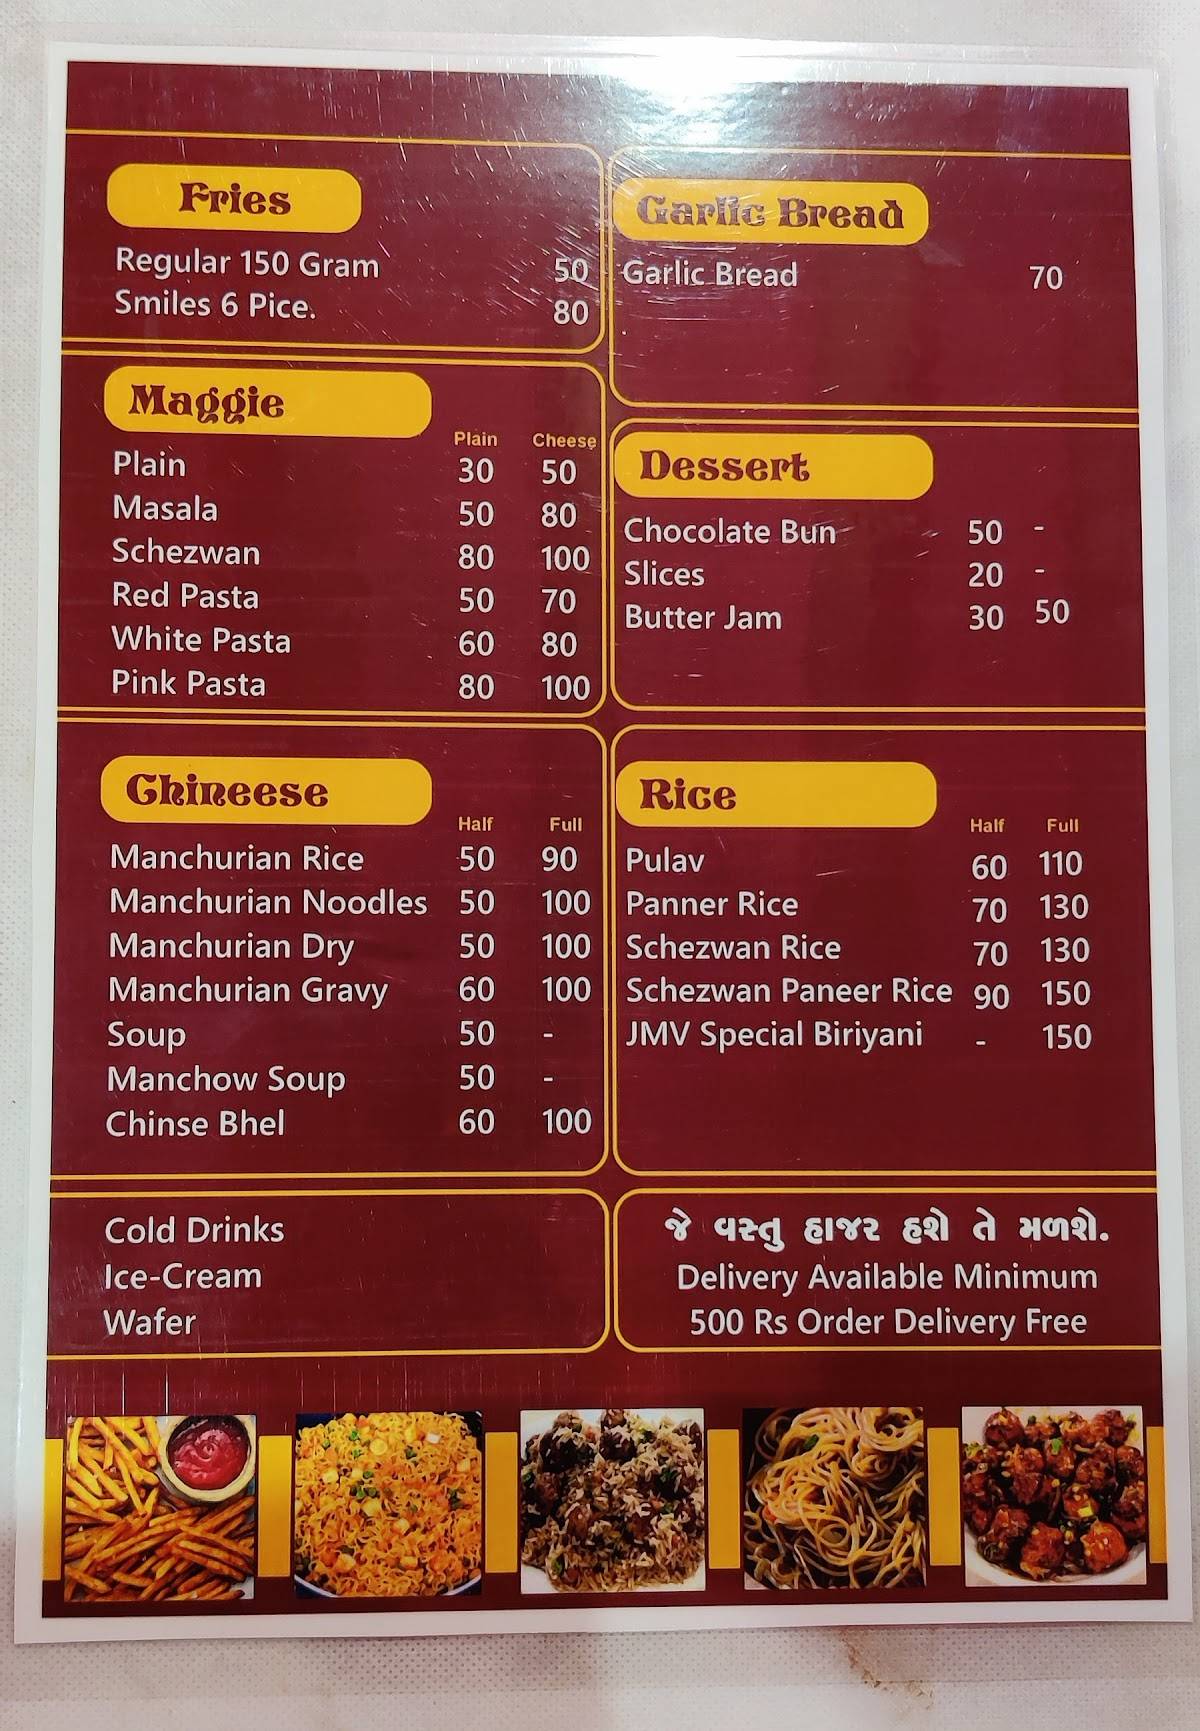 Fries
Regular 150 Gram 50
Smiles 6 Pice. 80
Maggie
Plain Cheese
Plain 30 50
Masala 50 80
Schezwan 80 100
Red Pasta 50 70
White Pasta 60 80
Pink Pasta 80 100
Chineese
Half Full
Manchurian Rice 50 90
Manchurian Noodles 50 100
Manchurian Dry 50 100
Manchurian Gravy 60 100
Soup 50 -
Manchow Soup 50 -
Chinse Bhel 60 100
Cold Drinks
Ice-Cream
Wafer
Garlic Bread
Garlic Bread 70
Dessert
Chocolate Bun 50 -
Slices 20 -
Butter Jam 30 50
Rice
Half Full
Pulav 60 110
Panner Rice 70 130
Schezwan Rice 70 130
Schezwan Paneer Rice 90 150
JMV Special Biriyani - 150
જે વસ્તુ હાજર હશે તે મળશે.
Delivery Available Minimum
500 Rs Order Delivery Free